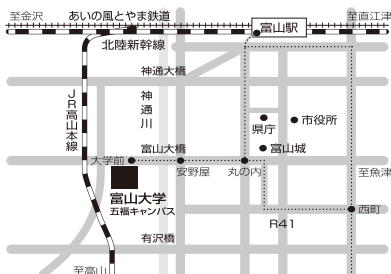 至金沢
あいの風とやま鉄道
富山駅
至直江津
北陸新幹線
神通大橋
JR高山本線
神通川
県庁
市役所
富山大橋
富山城
大学前
安野屋
丸の内
至魚津
富山大学
五福キャンパス
西町
R41
有沢橋
至高山